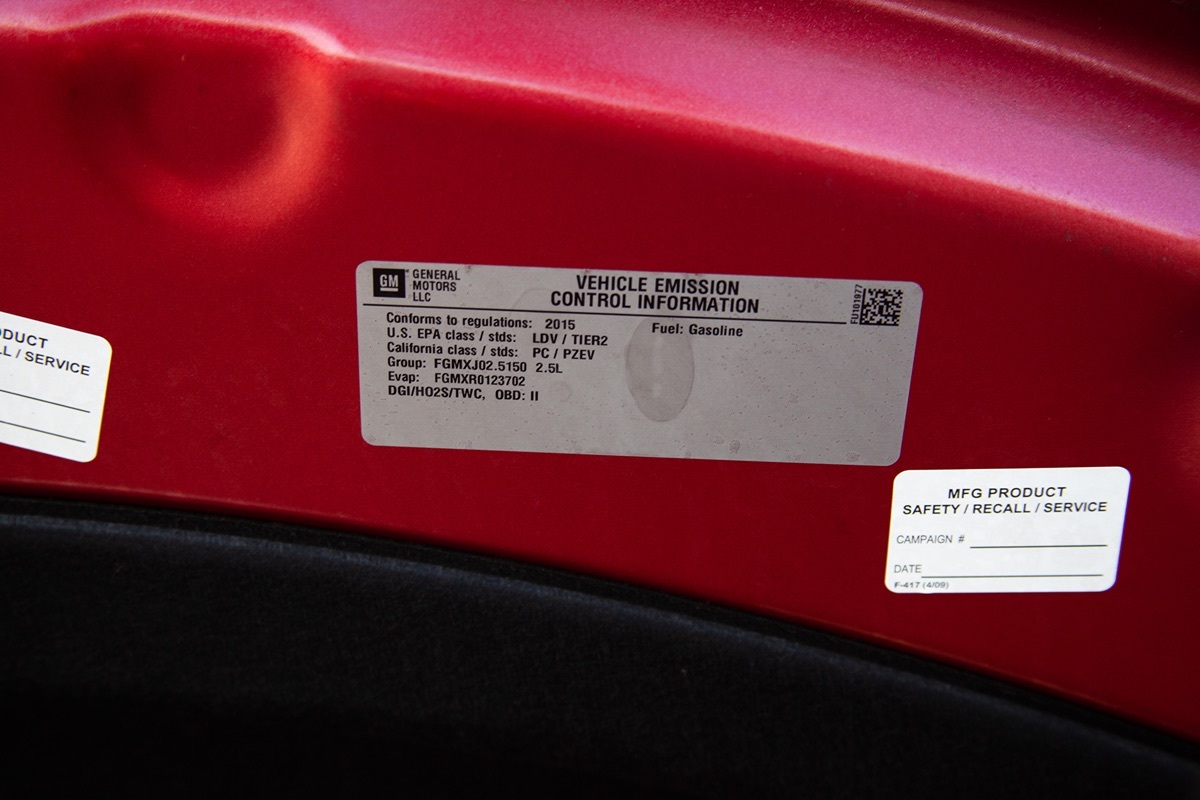 ODUCT
LL / SERVICE
GM
GENERAL
MOTORS
LLC
VEHICLE EMISSION
CONTROL INFORMATION
FU101977
Conforms to regulations: 2015
Fuel: Gasoline
U.S. EPA class / stds: LDV / TIER2
California class / stds: PC / PZEV
Group: FGMXJ02.5150 2.5L
Evap: FGMXR0123702
DGI/HO2S/TWC, OBD: II
MFG PRODUCT
SAFETY / RECALL / SERVICE
CAMPAIGN #
DATE
F-417 (4/09)